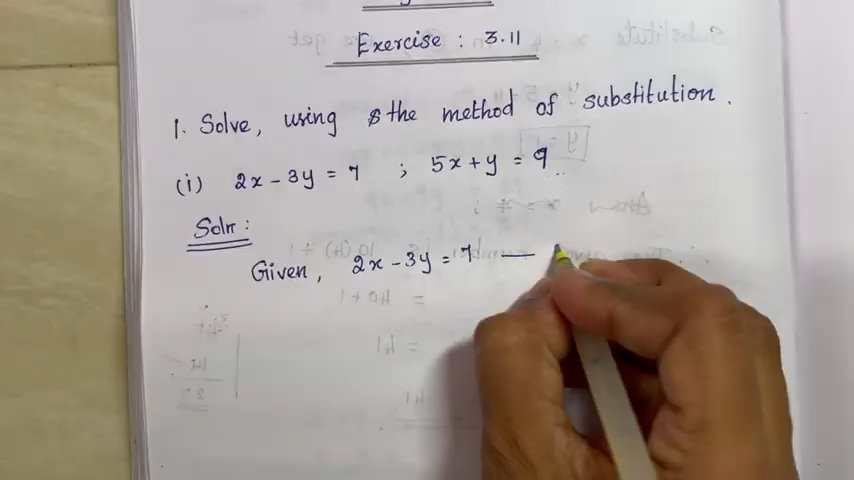 Exercise : 3.11
1. Solve, using the method of substitution.
(i) 2x - 3y = 7 ; 5x + y = 9
Soln:
Given, 2x - 3y = 7 —